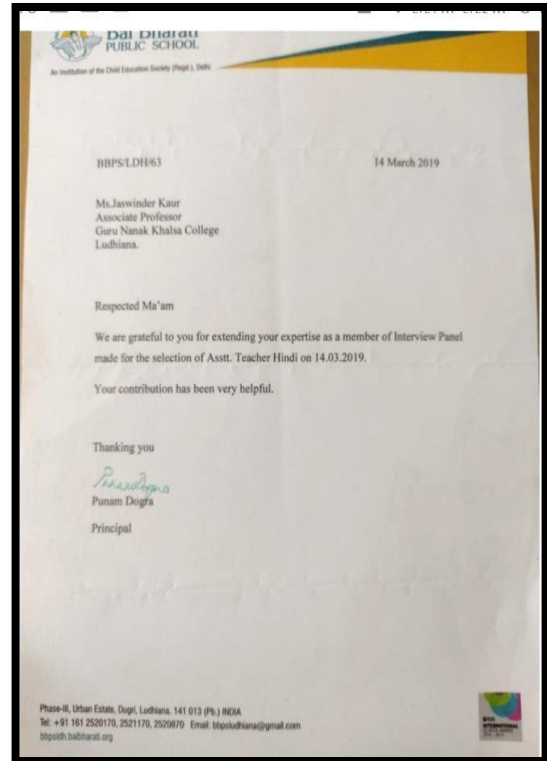 Bal Bharati
PUBLIC SCHOOL
An Institution of the Child Education Society (Regd.), Delhi
BBPS/LDH/63
14 March 2019
Ms.Jaswinder Kaur
Associate Professor
Guru Nanak Khalsa College
Ludhiana.
Respected Ma'am
We are grateful to you for extending your expertise as a member of Interview Panel
made for the selection of Asstt. Teacher Hindi on 14.03.2019.
Your contribution has been very helpful.
Thanking you
Punam Dogra
Principal
Phase-III, Urban Estate, Dugri, Ludhiana. 141 013 (Pb.) INDIA
Tel: +91 161 2520170, 2521170, 2520870 Email: bbpsludhiana@gmail.com
bbpsldh.balbharati.org
INTERNATIONAL